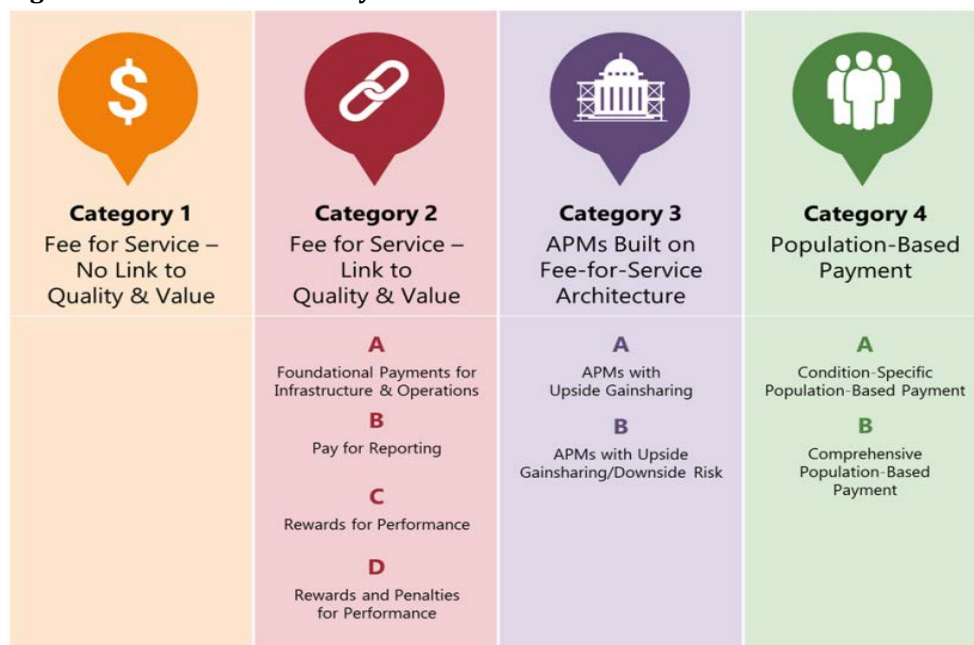 $
Category 1
Fee for Service –
No Link to
Quality & Value
Category 2
Fee for Service –
Link to
Quality & Value
A
Foundational Payments for
Infrastructure & Operations
B
Pay for Reporting
C
Rewards for Performance
D
Rewards and Penalties
for Performance
Category 3
APMs Built on
Fee-for-Service
Architecture
A
APMs with
Upside Gainsharing
B
APMs with Upside
Gainsharing/Downside Risk
Category 4
Population-Based
Payment
A
Condition-Specific
Population-Based Payment
B
Comprehensive
Population-Based
Payment